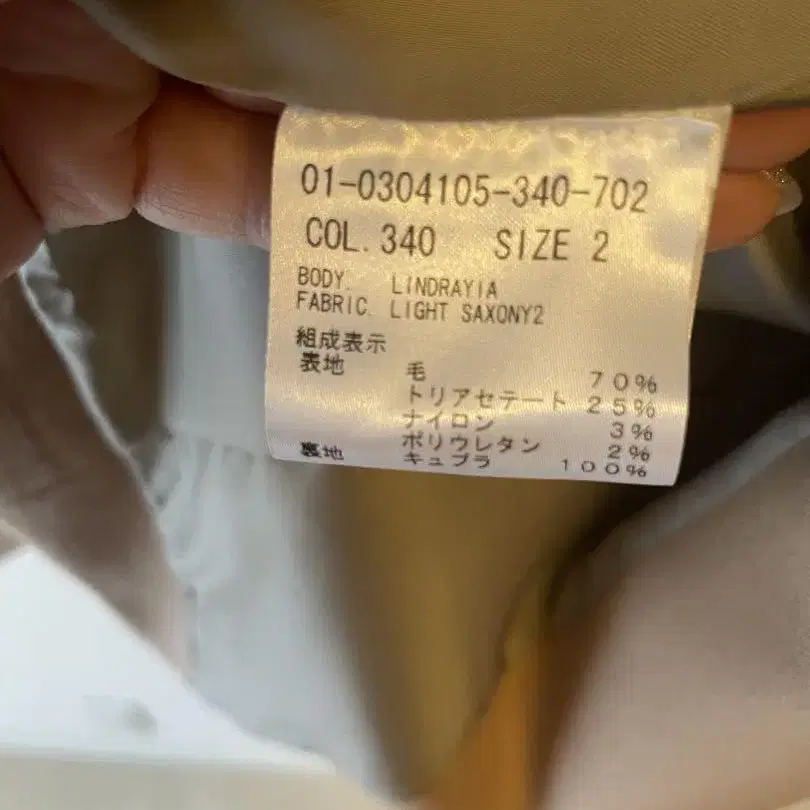 01-0304105-340-702
COL.340 SIZE 2
BODY. LINDRAYIA
FABRIC. LIGHT SAXONY2
組成表示
表地 毛 70%
トリアセテート 25%
ナイロン 3%
ポリウレタン 2%
裏地 キュプラ 100%